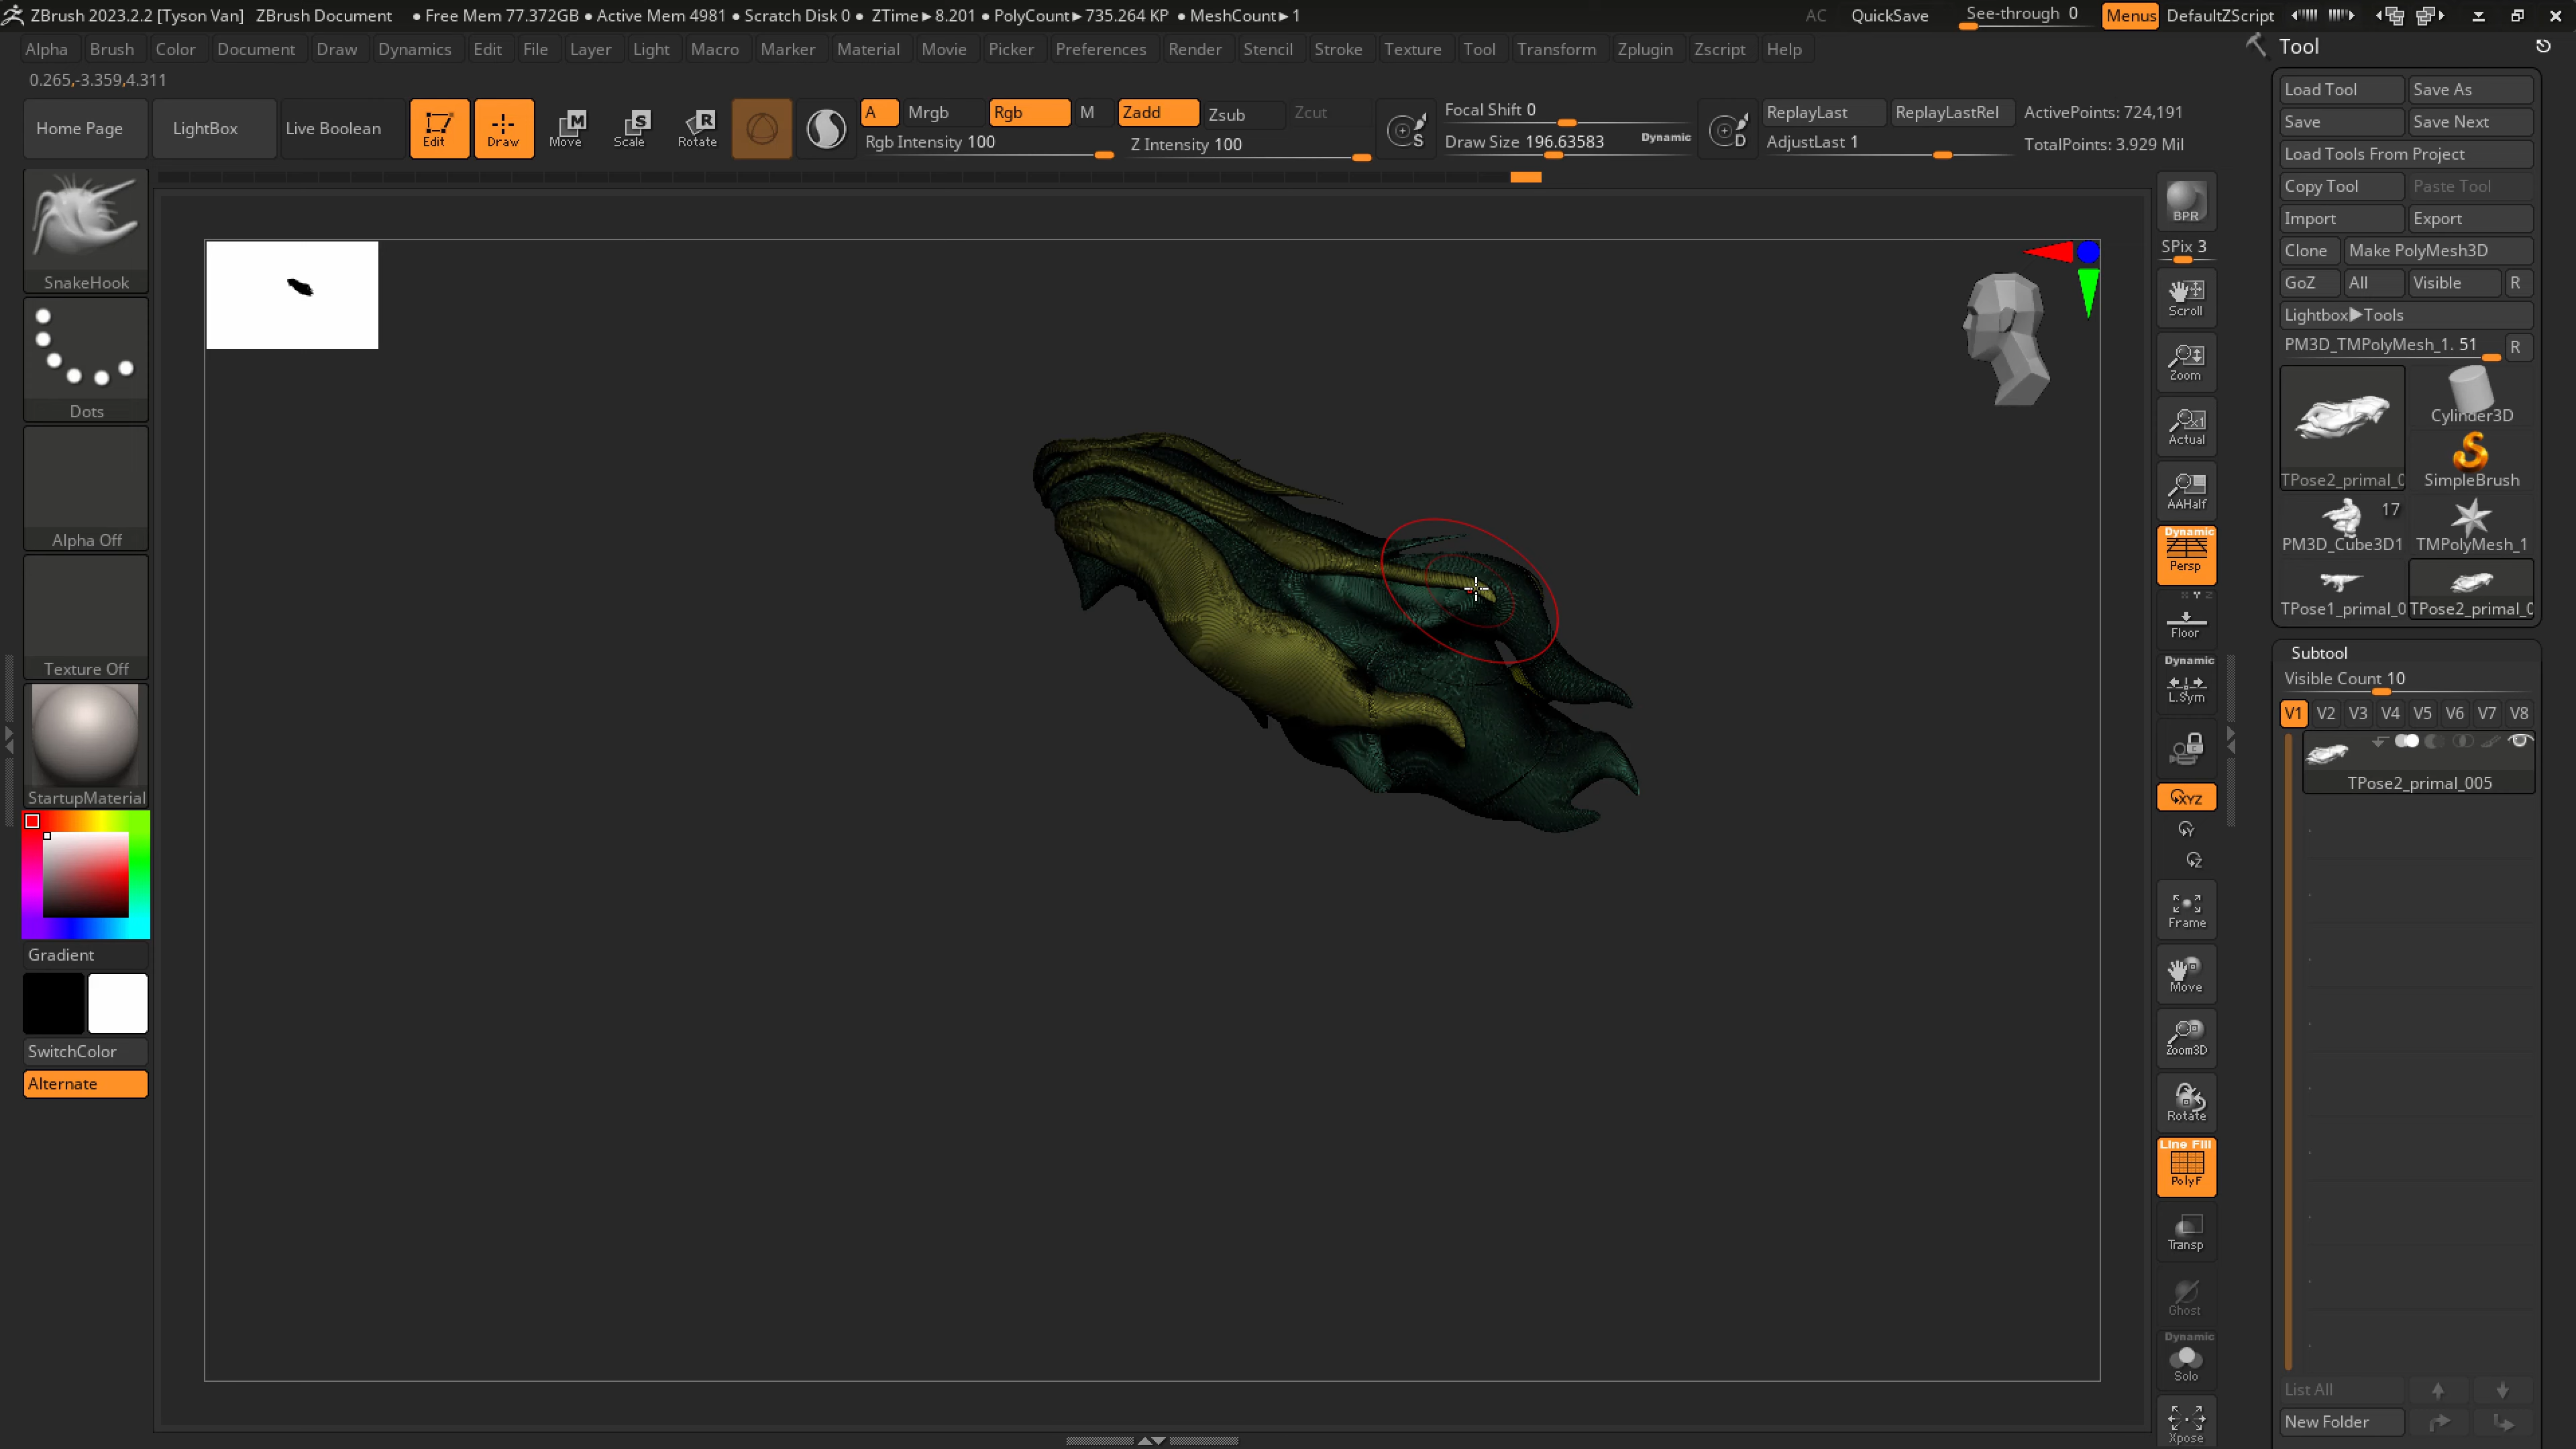 ZBrush 2023.2.2 [Tyson Van] ZBrush Document ● Free Mem 77.372GB ● Active Mem 4981 ● Scratch Disk 0 ● ZTime►8.201 ● PolyCount►735.264 KP ● MeshCount►1 AC QuickSave See-through 0 Menus DefaultZScript
Alpha Brush Color Document Draw Dynamics Edit File Layer Light Macro Marker Material Movie Picker Preferences Render Stencil Stroke Texture Tool Transform Zplugin Zscript Help
Tool
0.265,-3.359,4.311
Load Tool Save As
Save Save Next
Load Tools From Project
Copy Tool Paste Tool
Import Export
Clone Make PolyMesh3D
GoZ All Visible R
Lightbox►Tools
PM3D_TMPolyMesh_1. 51 R
Home Page LightBox Live Boolean Edit Draw Move Scale Rotate
M S R
A Mrgb Rgb M Zadd Zsub Zcut
Rgb Intensity 100 Z Intensity 100
S Focal Shift 0
Draw Size 196.63583 Dynamic
D ReplayLast ReplayLastRel ActivePoints: 724,191
AdjustLast 1 TotalPoints: 3.929 Mil
SnakeHook
Dots
Alpha Off
Texture Off
StartupMaterial
Gradient
SwitchColor
Alternate
BPR
SPix 3
Scroll
Zoom
Actual
AAHalf
Dynamic
Persp
Floor
Dynamic
L.Sym
XYZ
Y
Z
Frame
Move
Zoom3D
Rotate
Line Fill
PolyF
Transp
Ghost
Dynamic
Solo
Xpose
Cylinder3D
TPose2_primal_0 SimpleBrush
17
PM3D_Cube3D1 TMPolyMesh_1
TPose1_primal_0 TPose2_primal_0
Subtool
Visible Count 10
V1 V2 V3 V4 V5 V6 V7 V8
TPose2_primal_005
List All
New Folder